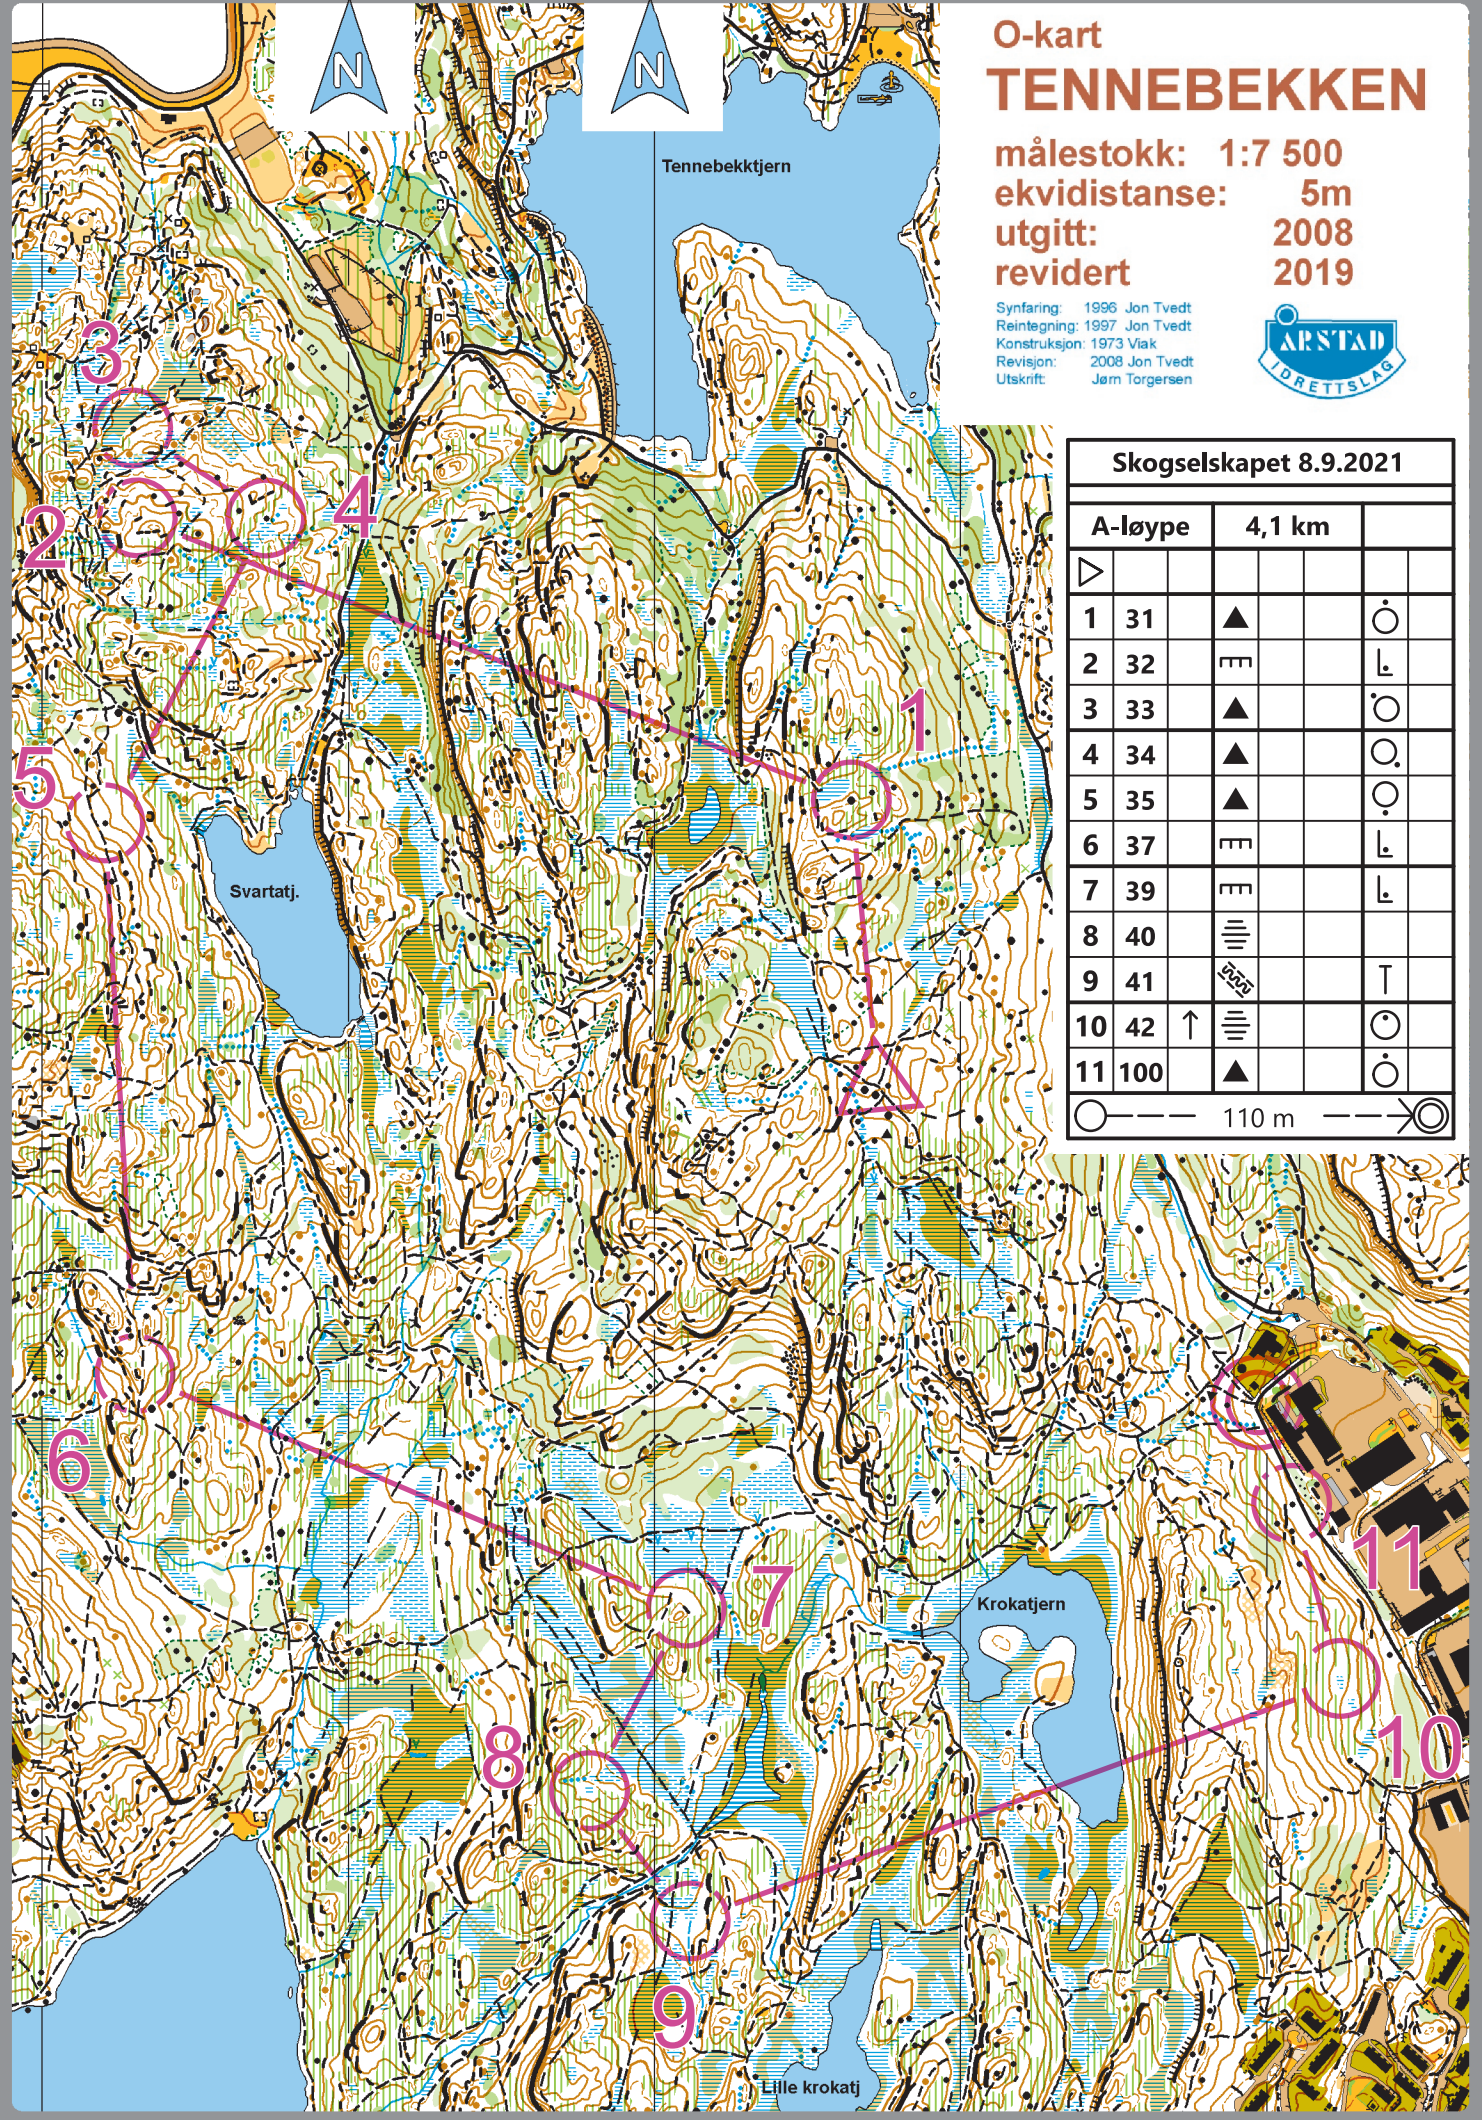 N
N
O-kart
TENNEBEKKEN
målestokk: 1:7 500
ekvidistanse: 5m
utgitt: 2008
revidert 2019
Synfaring: 1996 Jon Tvedt
Reintegning: 1997 Jon Tvedt
Konstruksjon: 1973 Viak
Revisjon: 2008 Jon Tvedt
Utskrift: Jørn Torgersen
ÅRSTAD
IDRETTSLAG
Skogselskapet 8.9.2021
A-løype 4,1 km
1 31
2 32
3 33
4 34
5 35
6 37
7 39
8 40
9 41
10 42
11 100
110 m
Tennebekktjern
3
4
2
1
5
Svartatj.
6
11
7
Krokatjern
8
10
9
Lille krokatj